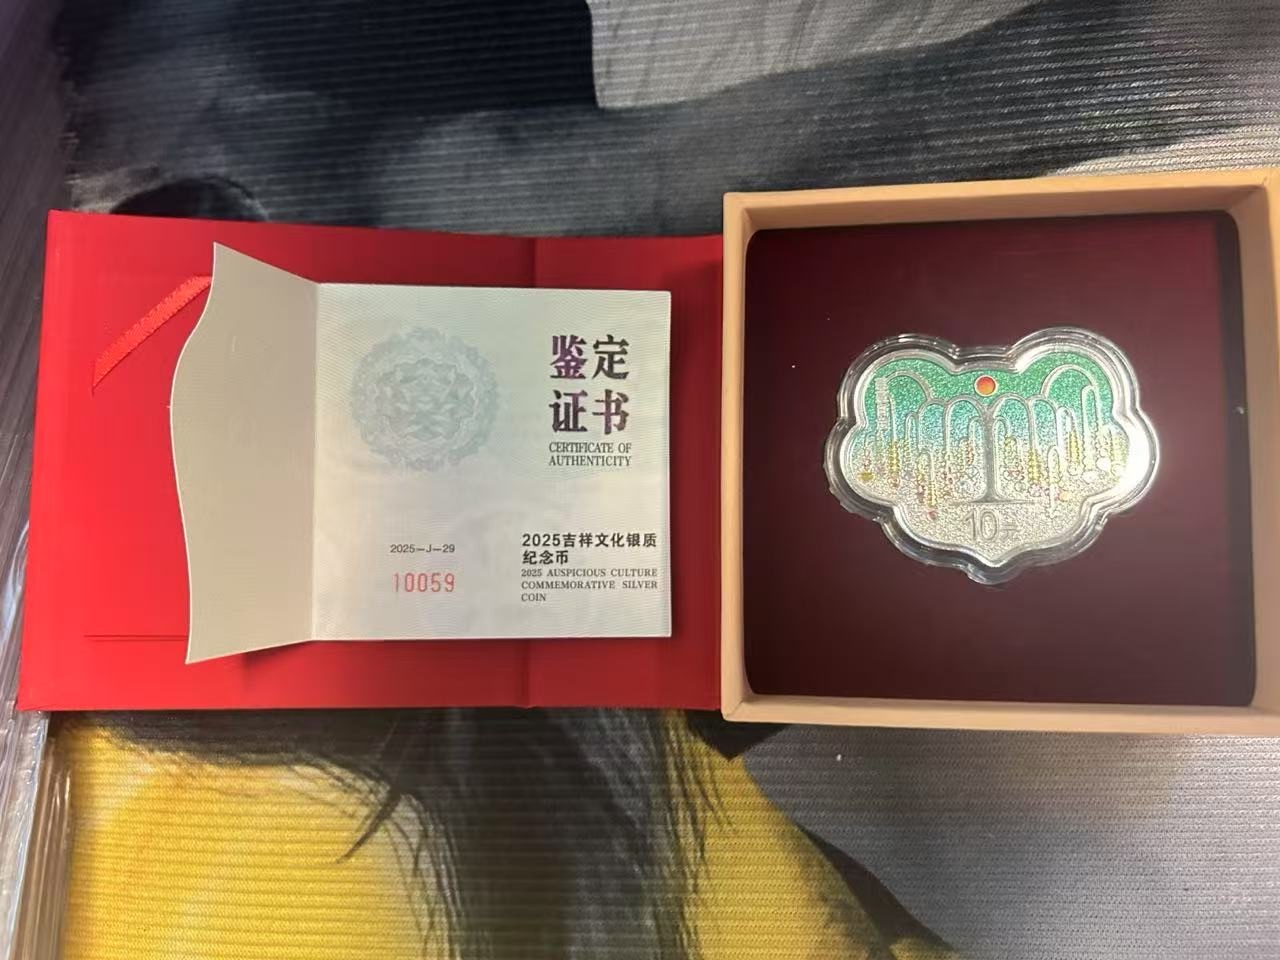 鉴定
证书
CERTIFICATE OF
AUTHENTICITY
2025—J—29
10059
2025吉祥文化银质
纪念币
2025 AUSPICIOUS CULTURE
COMMEMORATIVE SILVER
COIN
10元